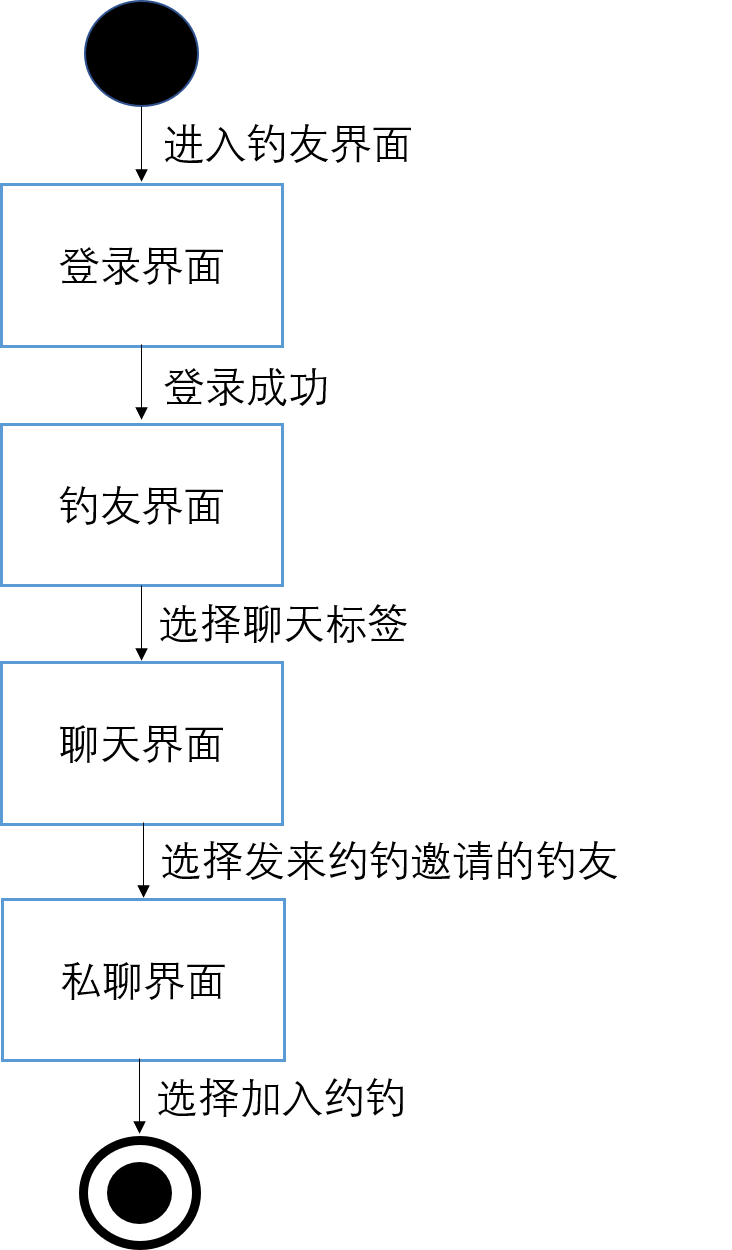 进入钓友界面
登录界面
登录成功
钓友界面
选择聊天标签
聊天界面
选择发来约钓邀请的钓友
私聊界面
选择加入约钓